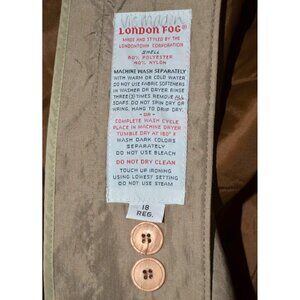 LONDON FOG®
MADE AND STYLED BY THE
LONDONTOWN CORPORATION
SHELL
60% POLYESTER
40% NYLON
MACHINE WASH SEPARATELY
WITH WARM OR COLD WATER
DO NOT USE FABRIC SOFTENERS
IN WASHER OR DRYER RINSE
THREE (3) TIMES REMOVE ALL
SOAPS. DO NOT SPIN DRY OR
WRING, HANG TO DRIP DRY.
- OR -
COMPLETE WASH CYCLE
PLACE IN MACHINE DRYER
TUMBLE DRY AT 180° F
WASH DARK COLORS
SEPARATELY
DO NOT USE BLEACH
DO NOT DRY CLEAN
TOUCH UP IRONING
USING LOWEST SETTING
DO NOT USE STEAM
18
REG.